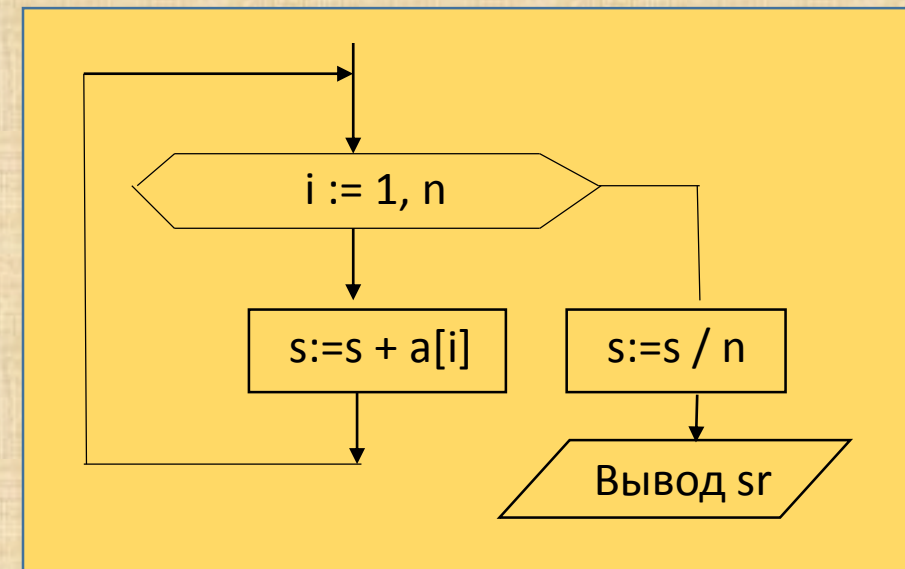 i := 1, n
s:=s + a[i]
s:=s / n
Вывод sr